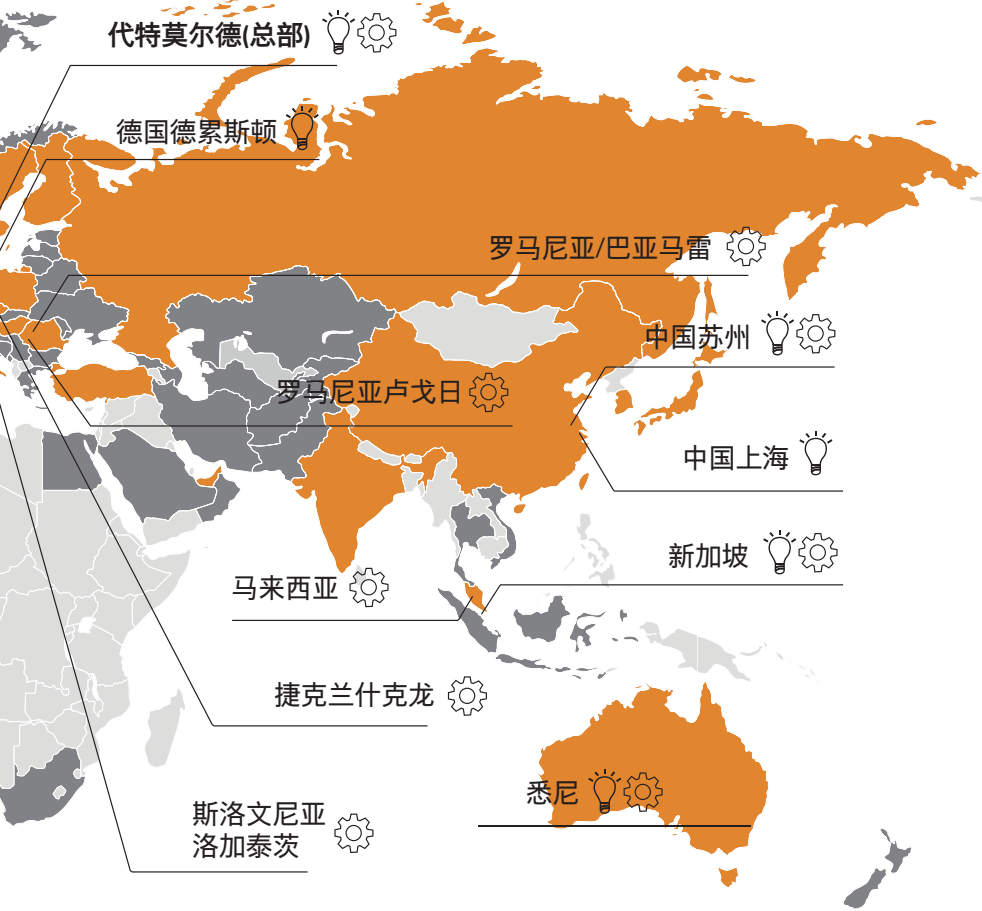 代特莫尔德(总部)
德国德累斯顿
罗马尼亚/巴亚马雷
中国苏州
罗马尼亚卢戈日
中国上海
新加坡
马来西亚
捷克兰什克龙
悉尼
斯洛文尼亚
洛加泰茨